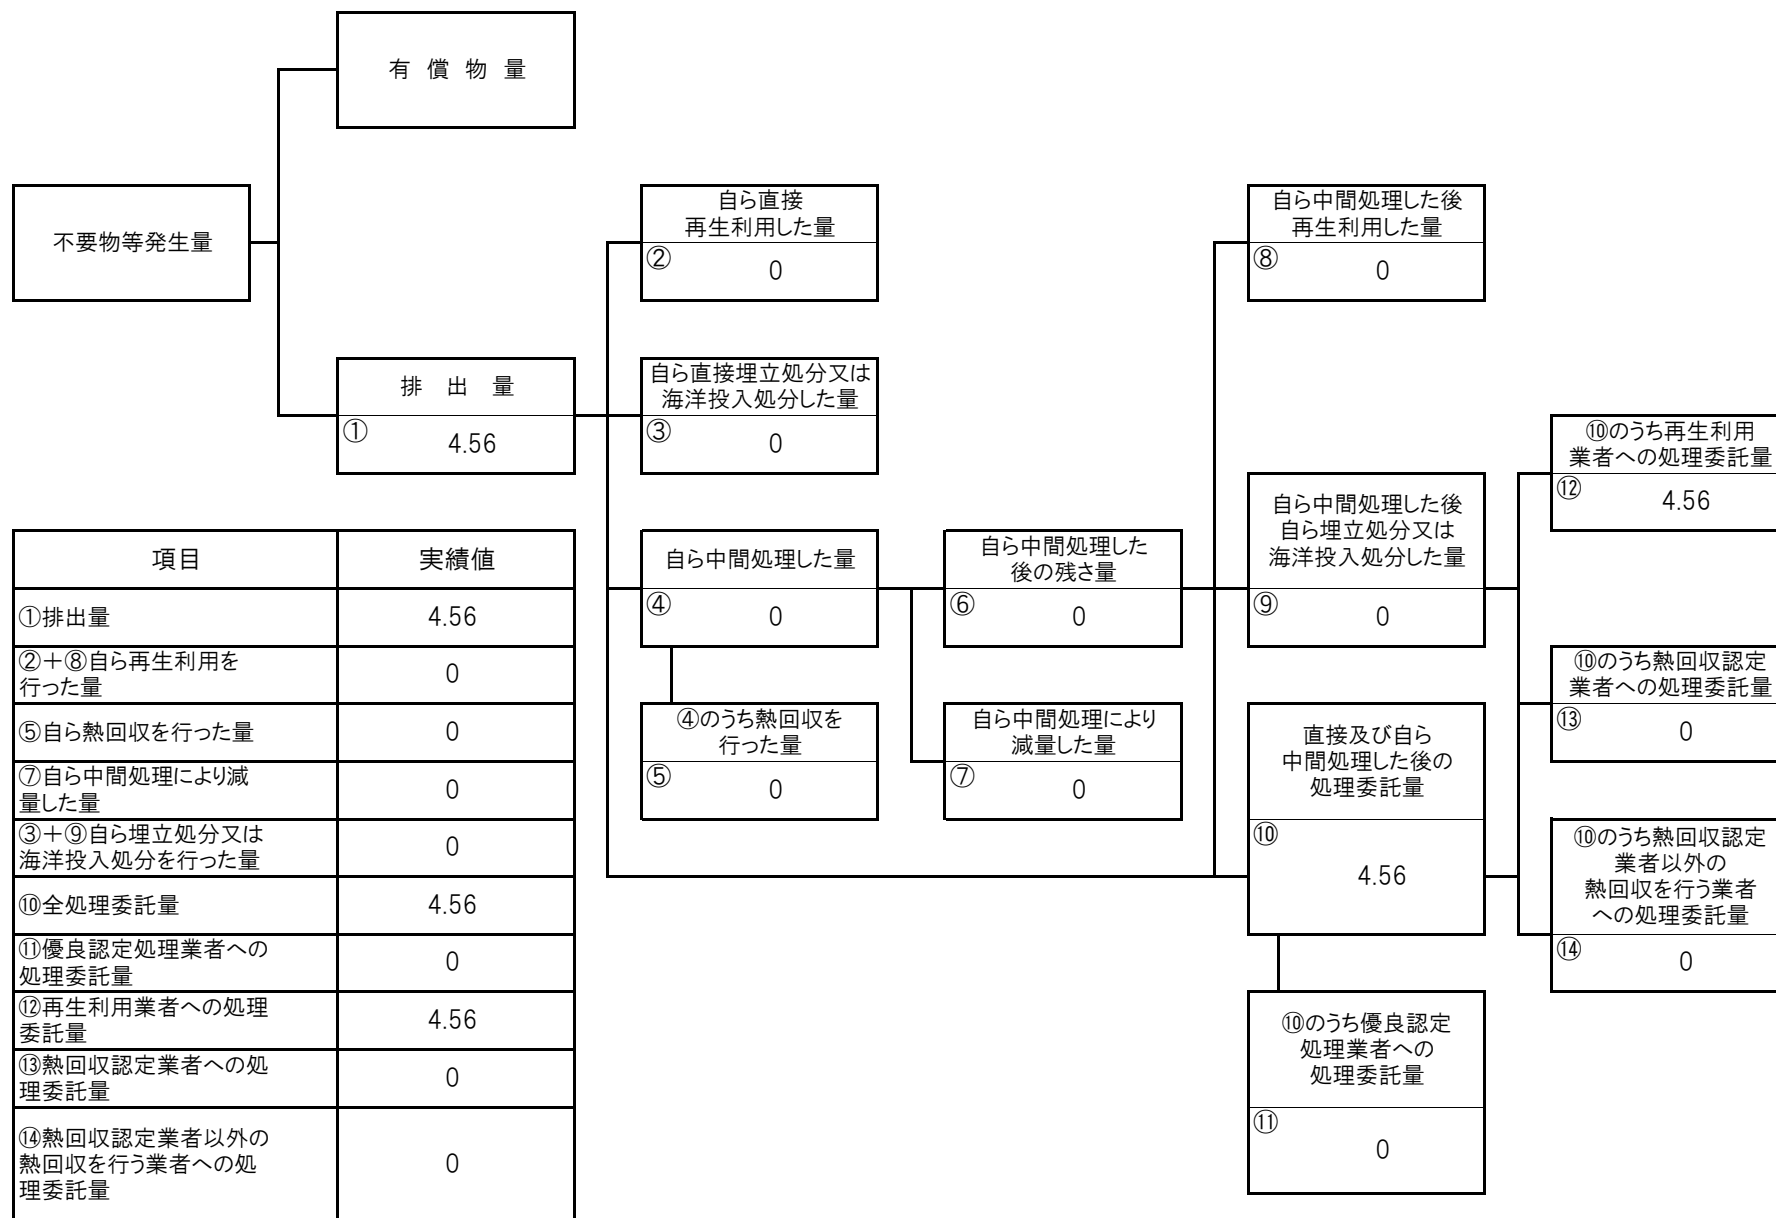 有 償 物 量
不要物等発生量
排 出 量
①
4.56
自ら直接
再生利用した量
②
0
自ら直接埋立処分又は
海洋投入処分した量
③
0
自ら中間処理した量
④
0
④のうち熱回収を
行った量
⑤
0
自ら中間処理した
後の残さ量
⑥
0
自ら中間処理により
減量した量
⑦
0
自ら中間処理した後
再生利用した量
⑧
0
自ら中間処理した後
自ら埋立処分又は
海洋投入処分した量
⑨
0
直接及び自ら
中間処理した後の
処理委託量
⑩
4.56
⑩のうち優良認定
処理業者への
処理委託量
⑪
0
⑩のうち再生利用
業者への処理委託量
⑫
4.56
⑩のうち熱回収認定
業者への処理委託量
⑬
0
⑩のうち熱回収認定
業者以外の
熱回収を行う業者
への処理委託量
⑭
0
項目 実績値
①排出量 4.56
②＋⑧自ら再生利用を
行った量
0
⑤自ら熱回収を行った量 0
⑦自ら中間処理により減
量した量
0
③＋⑨自ら埋立処分又は
海洋投入処分を行った量
0
⑩全処理委託量 4.56
⑪優良認定処理業者への
処理委託量
0
⑫再生利用業者への処理
委託量
4.56
⑬熱回収認定業者への処
理委託量
0
⑭熱回収認定業者以外の
熱回収を行う業者への処
理委託量
0